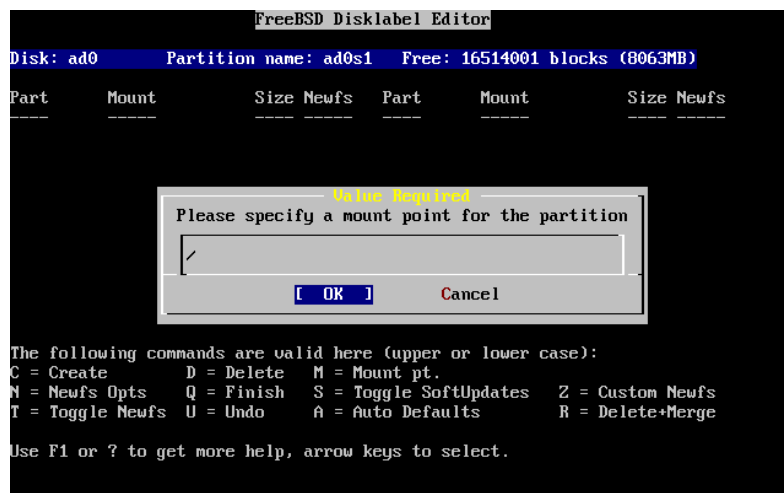 FreeBSD Disklabel Editor
Disk: ad0 Partition name: ad0s1 Free: 16514001 blocks (8063MB)
Part Mount Size Newfs Part Mount Size Newfs
---- ----- ---- ----- ---- ----- ---- -----
Value Required
Please specify a mount point for the partition
/
[ OK ] Cancel
The following commands are valid here (upper or lower case):
C = Create D = Delete M = Mount pt.
N = Newfs Opts Q = Finish S = Toggle SoftUpdates Z = Custom Newfs
T = Toggle Newfs U = Undo A = Auto Defaults R = Delete+Merge
Use F1 or ? to get more help, arrow keys to select.